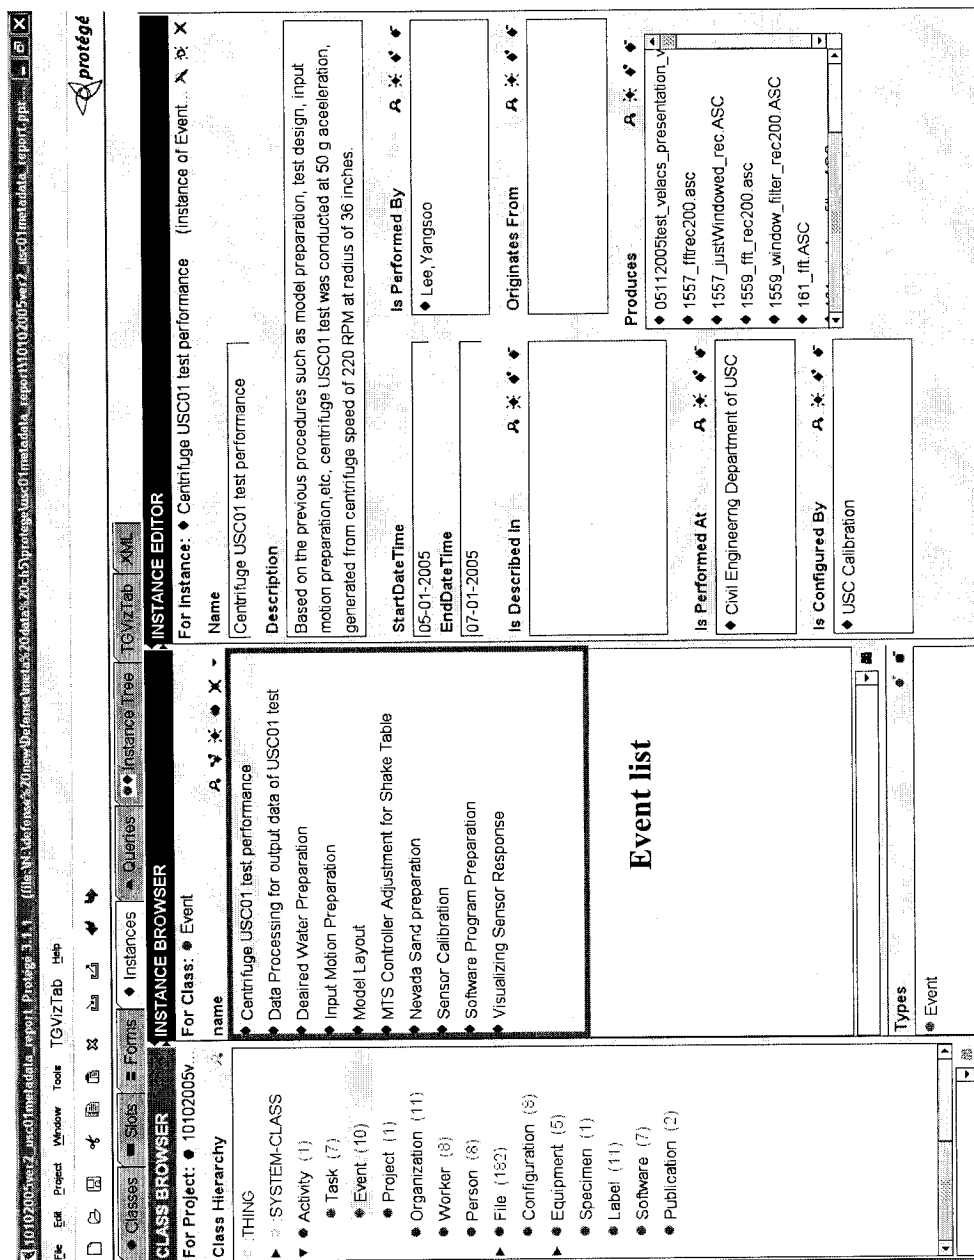 File Edit Project Window Tools TGVizTab Help
protégé
Classes Slots Forms Instances Queries Instance Tree TGVizTab XML
CLASS BROWSER
For Project: 10102005v...
Class Hierarchy
:THING
:SYSTEM-CLASS
Activity (1)
Task (7)
Event (10)
Project (1)
Organization (11)
Worker (8)
Person (8)
File (182)
Configuration (8)
Equipment (5)
Specimen (1)
Label (11)
Software (7)
Publication (2)
INSTANCE BROWSER
For Class: Event
name
Centrifuge USC01 test performance
Data Processing for output data of USC01 test
Deaired Water Preparation
Input Motion Preparation
Model Layout
MTS Controller Adjustment for Shake Table
Nevada Sand preparation
Sensor Calibration
Software Program Preparation
Visualizing Sensor Response
Event list
Types
Event
INSTANCE EDITOR
For Instance: Centrifuge USC01 test performance (instance of Event...
Name
Centrifuge USC01 test performance
Description
Based on the previous procedures such as model preparation, test design, input
motion preparation,etc, centrifuge USC01 test was conducted at 50 g aceeleration,
generated from centrifuge speed of 220 RPM at radius of 36 inches.
StartDateTime
05-01-2005
EndDateTime
07-01-2005
Is Described In
Is Performed At
Civil Engineerng Department of USC
Is Configured By
USC Calibration
Is Performed By
Lee, Yangsoo
Originates From
Produces
05112005test_velacs_presentation_v
1557_fftrec200.asc
1557_justWindowed_rec.ASC
1559_fft_rec200.asc
1559_window_filter_rec200.ASC
161_fft.ASC